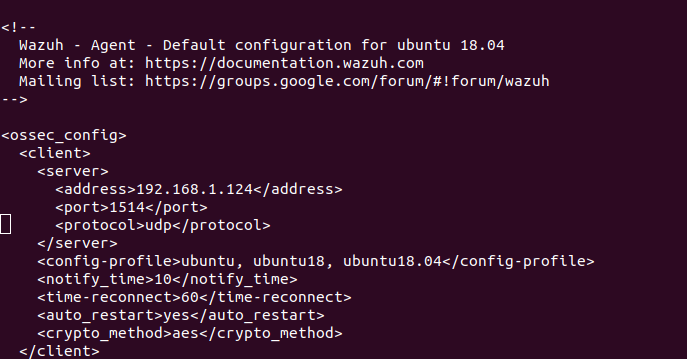 <!--
  Wazuh - Agent - Default configuration for ubuntu 18.04
  More info at: https://documentation.wazuh.com
  Mailing list: https://groups.google.com/forum/#!forum/wazuh
-->
<ossec_config>
  <client>
    <server>
      <address>192.168.1.124</address>
      <port>1514</port>
      <protocol>udp</protocol>
    </server>
    <config-profile>ubuntu, ubuntu18, ubuntu18.04</config-profile>
    <notify_time>10</notify_time>
    <time-reconnect>60</time-reconnect>
    <auto_restart>yes</auto_restart>
    <crypto_method>aes</crypto_method>
  </client>